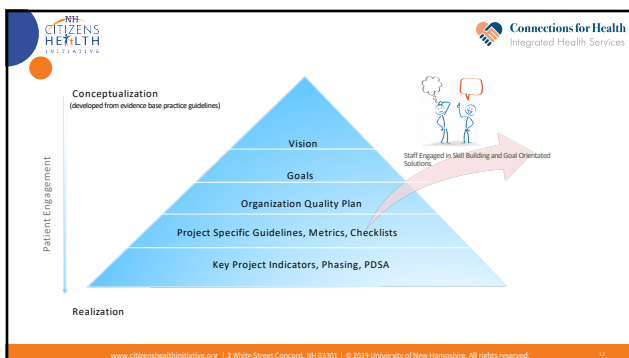 NH
CITIZENS
HEALTH
INITIATIVE
Connections for Health
Integrated Health Services
Conceptualization
(developed from evidence base practice guidelines)
Patient Engagement
Vision
Goals
Organization Quality Plan
Project Specific Guidelines, Metrics, Checklists
Key Project Indicators, Phasing, PDSA
Staff Engaged in Skill Building and Goal Orientated
Solutions
Realization
www.citizenshealthinitiative.org | 2 White Street Concord, NH 03301 | © 2019 University of New Hampshire. All rights reserved.